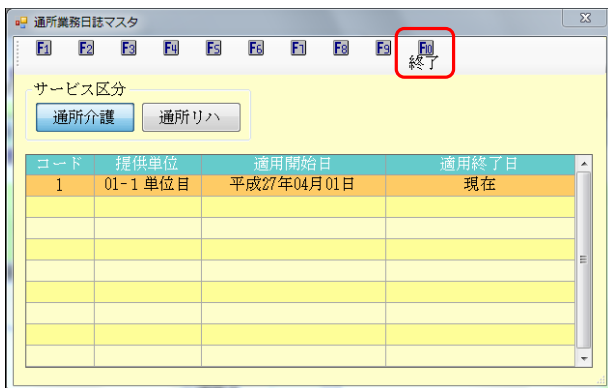 通所業務日誌マスタ
F1 F2 F3 F4 F5 F6 F7 F8 F9 F10
終了
サービス区分
通所介護 通所リハ
コード 提供単位 適用開始日 適用終了日
1 01-1単位目 平成27年04月01日 現在